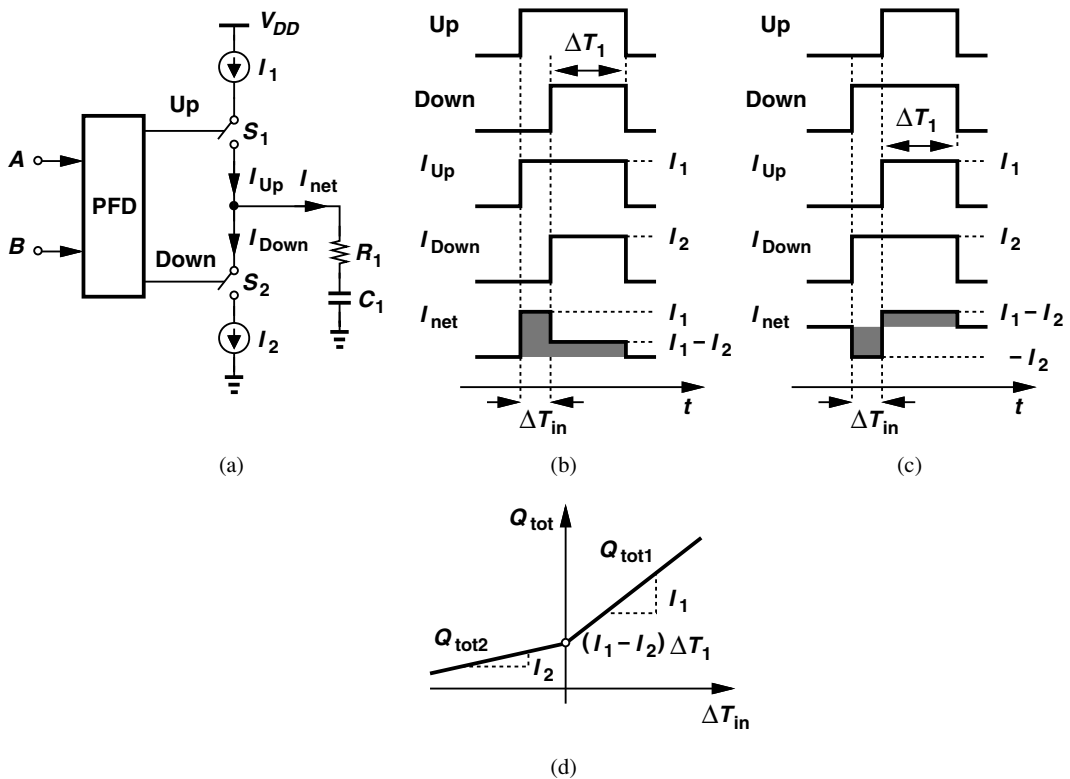 V_DD
I_1
Up
S_1
A
PFD
I_Up
I_net
B
I_Down
Down
R_1
S_2
C_1
I_2
(a)
Up
ΔT_1
Down
I_Up
I_1
I_Down
I_2
I_net
I_1
I_1 − I_2
t
ΔT_in
(b)
Up
Down
ΔT_1
I_Up
I_1
I_Down
I_2
I_net
I_1 − I_2
−I_2
t
ΔT_in
(c)
Q_tot
Q_tot1
I_1
Q_tot2
(I_1 − I_2) ΔT_1
I_2
ΔT_in
(d)